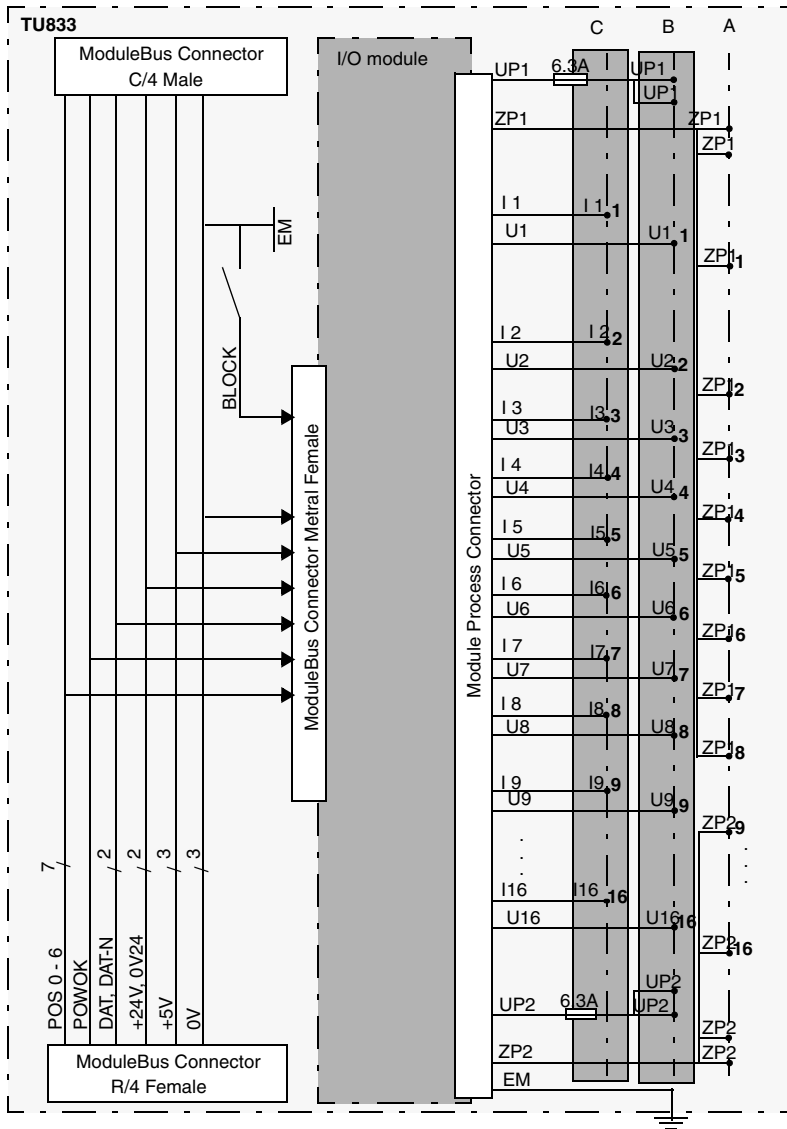 TU833
ModuleBus Connector
C/4 Male
I/O module
C B A
UP1 6.3A UP1
UP1
ZP1 ZP1
ZP1
EM
I 1 I 1 1
U1 U1 1
ZP1 1
BLOCK
I 2 I 2 2
U2 U2 2
ZP1 2
I 3 I3 3
U3 U3 3
ZP1 3
I 4 I4 4
U4 U4 4
ZP1 4
I 5 I5 5
U5 U5 5
ZP1 5
I 6 I6 6
U6 U6 6
ZP1 6
I 7 I7 7
U7 U7 7
ZP1 7
I 8 I8 8
U8 U8 8
ZP1 8
I 9 I9 9
U9 U9 9
ZP2 9
I16 I16 16
U16 U16 16
ZP2 16
UP2
UP2 6.3A UP2
ZP2
ZP2 ZP2
EM
ModuleBus Connector Metral Female
Module Process Connector
7 2 2 3 3
POS 0 - 6
POWOK
DAT, DAT-N
+24V, 0V24
+5V
0V
ModuleBus Connector
R/4 Female